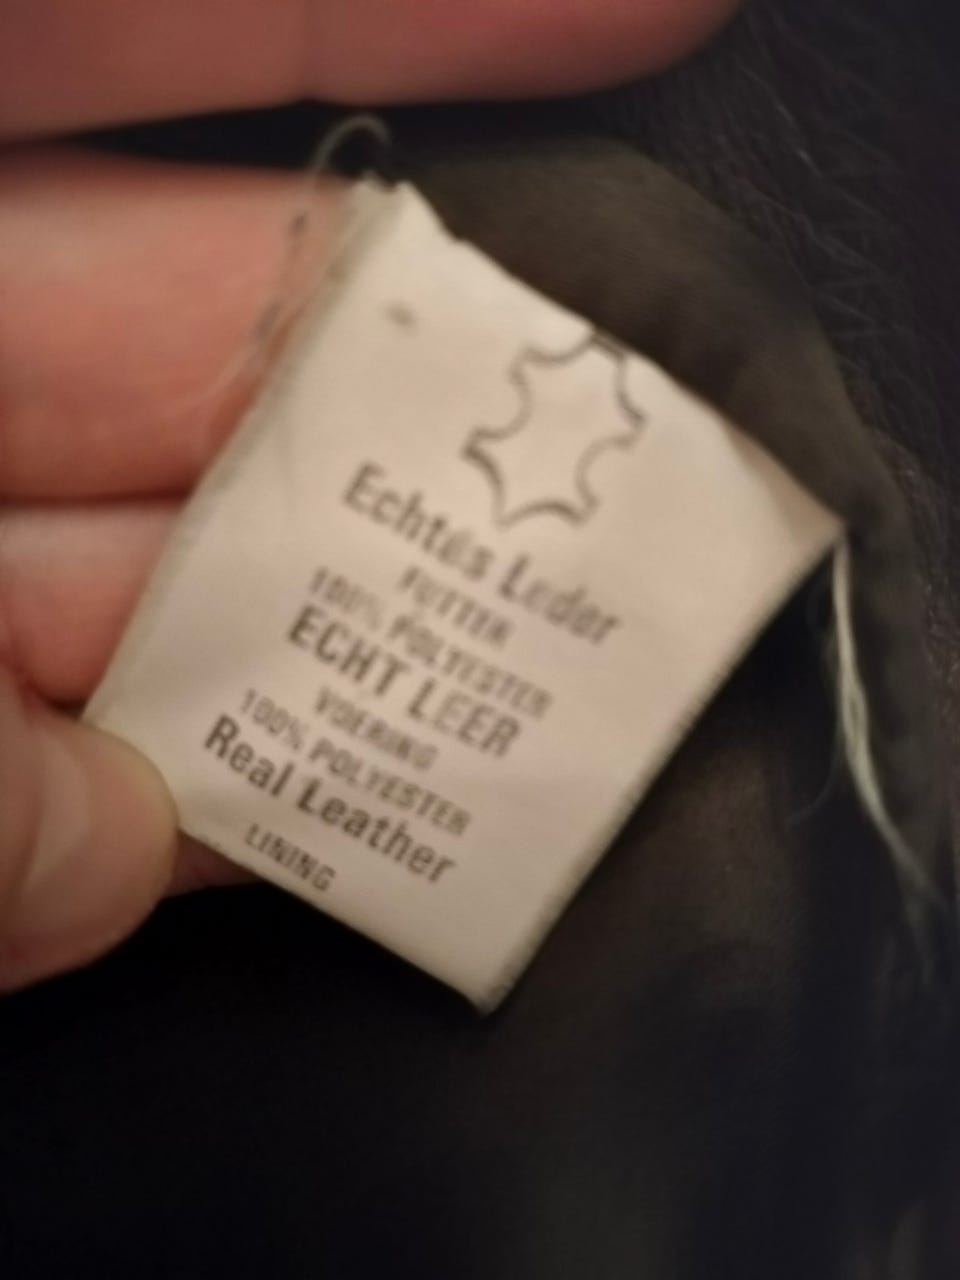 Echtes Leder
FUTTER
100% POLYESTER
ECHT LEER
VOERING
100% POLYESTER
Real Leather
LINING